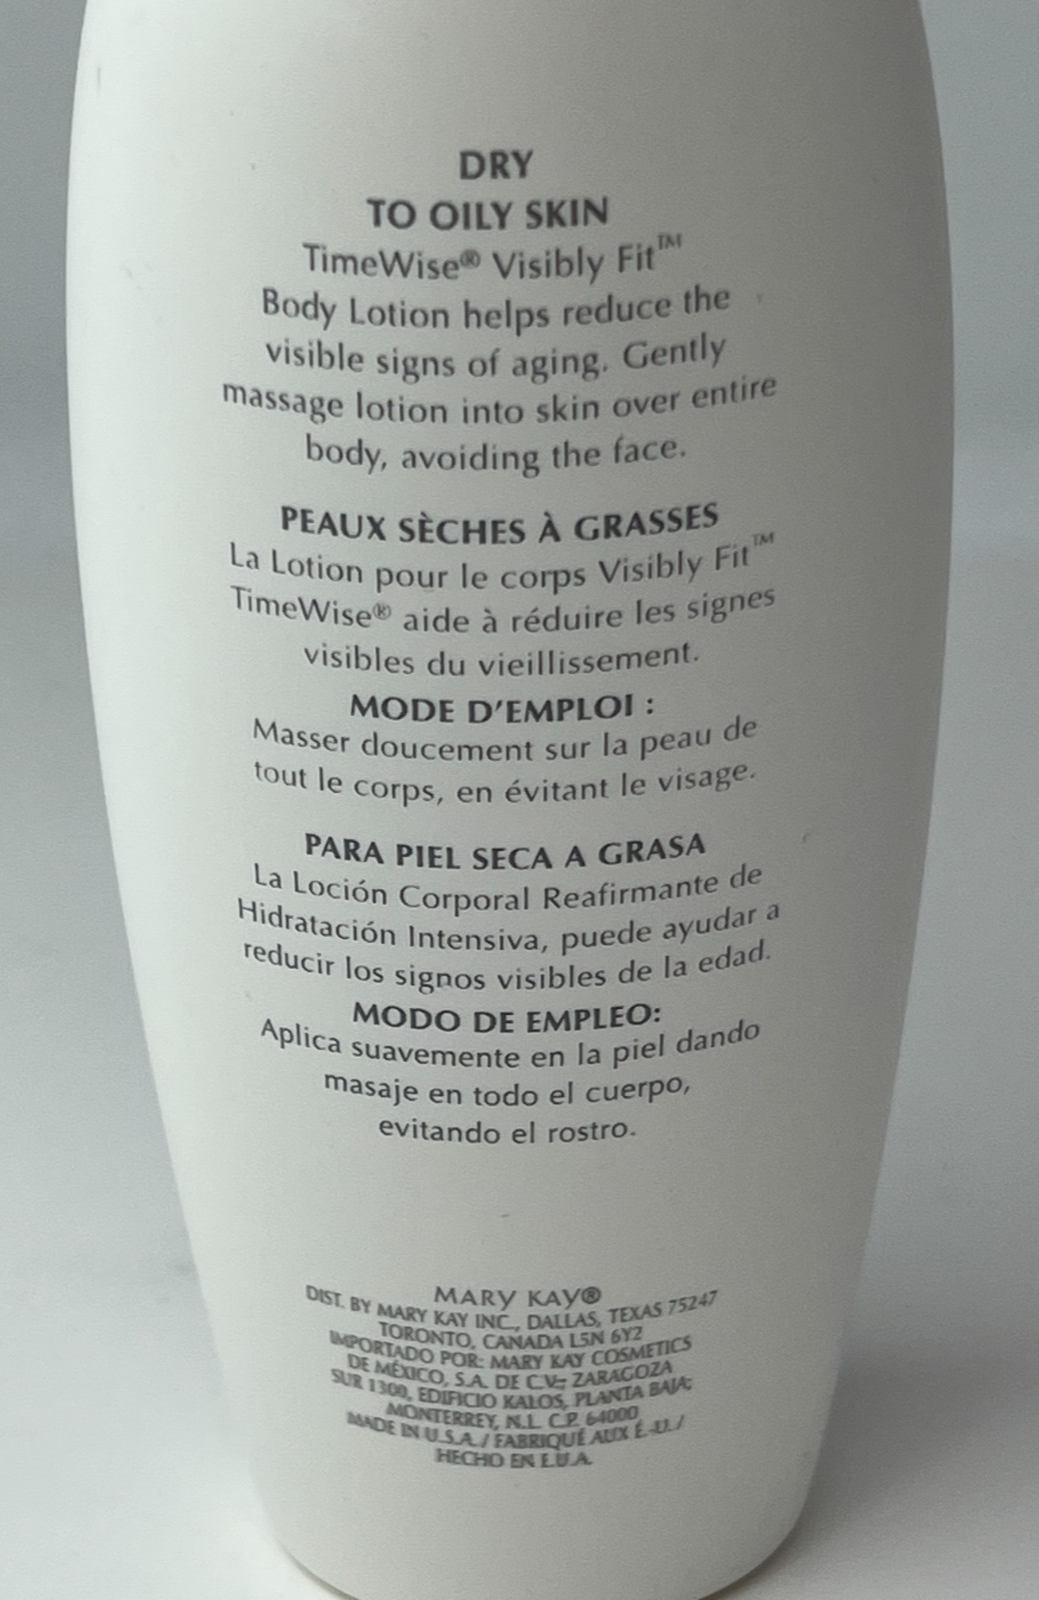 DRY
TO OILY SKIN
TimeWise® Visibly Fit™
Body Lotion helps reduce the
visible signs of aging. Gently
massage lotion into skin over entire
body, avoiding the face.
PEAUX SÈCHES À GRASSES
La Lotion pour le corps Visibly Fit™
TimeWise® aide à réduire les signes
visibles du vieillissement.
MODE D'EMPLOI :
Masser doucement sur la peau de
tout le corps, en évitant le visage.
PARA PIEL SECA A GRASA
La Loción Corporal Reafirmante de
Hidratación Intensiva, puede ayudar a
reducir los signos visibles de la edad.
MODO DE EMPLEO:
Aplica suavemente en la piel dando
masaje en todo el cuerpo,
evitando el rostro.
MARY KAY®
DIST. BY MARY KAY INC., DALLAS, TEXAS 75247
TORONTO, CANADA L5N 6Y2
IMPORTADO POR: MARY KAY COSMETICS
DE MÉXICO, S.A. DE C.V.; ZARAGOZA
SUR 1300, EDIFICIO KALOS, PLANTA BAJA;
MONTERREY, N.L. C.P. 64000
MADE IN U.S.A./ FABRIQUÉ AUX É.-U./
HECHO EN E.U.A.